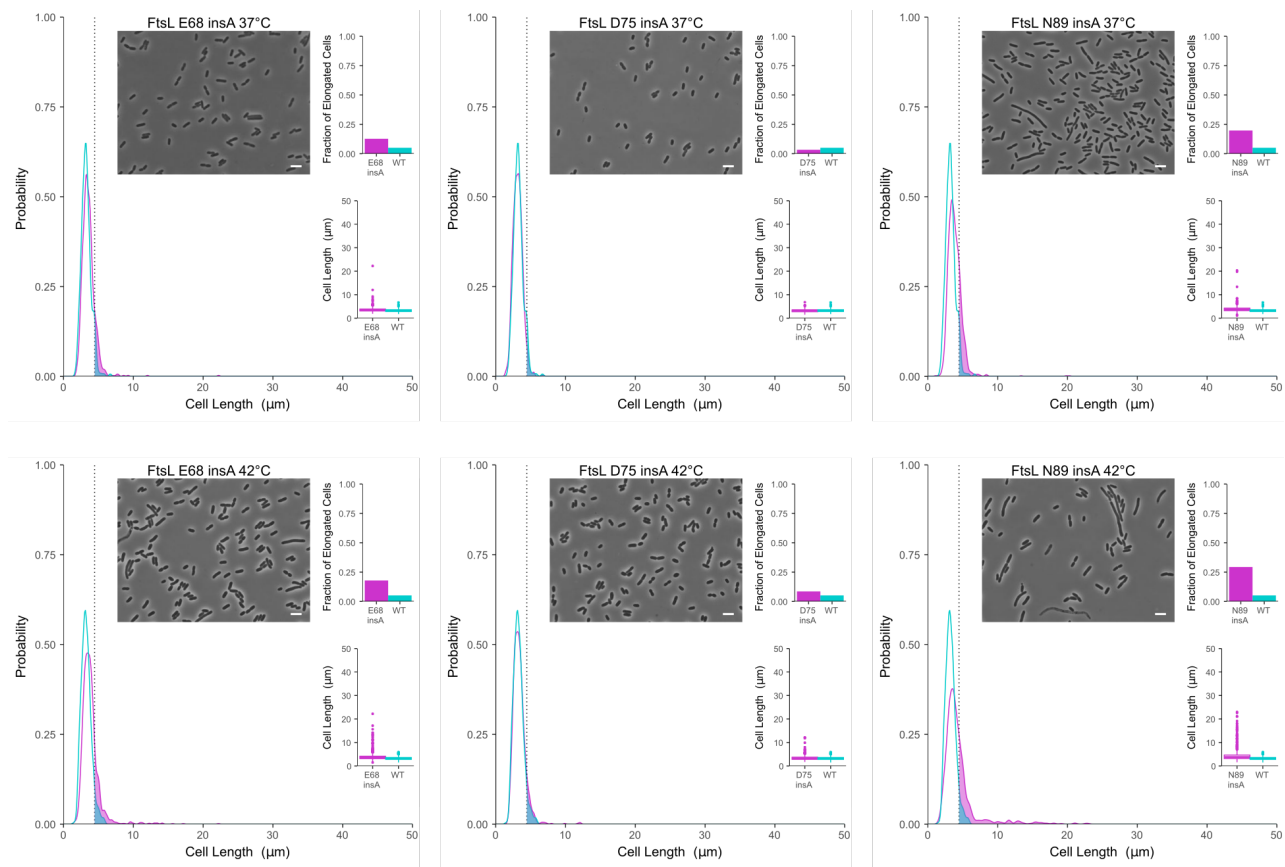 FtsL E68 insA 37°C
1.00
0.75
0.50
0.25
0.00
Probability
0
10
20
30
40
50
Cell Length (μm)
Fraction of Elongated Cells
1.00
0.75
0.50
0.25
0.00
E68 insA
WT
Cell Length (μm)
50
40
30
20
10
0
E68 insA
WT
FtsL D75 insA 37°C
1.00
0.75
0.50
0.25
0.00
Probability
0
10
20
30
40
50
Cell Length (μm)
Fraction of Elongated Cells
1.00
0.75
0.50
0.25
0.00
D75 insA
WT
Cell Length (μm)
50
40
30
20
10
0
D75 insA
WT
FtsL N89 insA 37°C
1.00
0.75
0.50
0.25
0.00
Probability
0
10
20
30
40
50
Cell Length (μm)
Fraction of Elongated Cells
1.00
0.75
0.50
0.25
0.00
N89 insA
WT
Cell Length (μm)
50
40
30
20
10
0
N89 insA
WT
FtsL E68 insA 42°C
1.00
0.75
0.50
0.25
0.00
Probability
0
10
20
30
40
50
Cell Length (μm)
Fraction of Elongated Cells
1.00
0.75
0.50
0.25
0.00
E68 insA
WT
Cell Length (μm)
50
40
30
20
10
0
E68 insA
WT
FtsL D75 insA 42°C
1.00
0.75
0.50
0.25
0.00
Probability
0
10
20
30
40
50
Cell Length (μm)
Fraction of Elongated Cells
1.00
0.75
0.50
0.25
0.00
D75 insA
WT
Cell Length (μm)
50
40
30
20
10
0
D75 insA
WT
FtsL N89 insA 42°C
1.00
0.75
0.50
0.25
0.00
Probability
0
10
20
30
40
50
Cell Length (μm)
Fraction of Elongated Cells
1.00
0.75
0.50
0.25
0.00
N89 insA
WT
Cell Length (μm)
50
40
30
20
10
0
N89 insA
WT